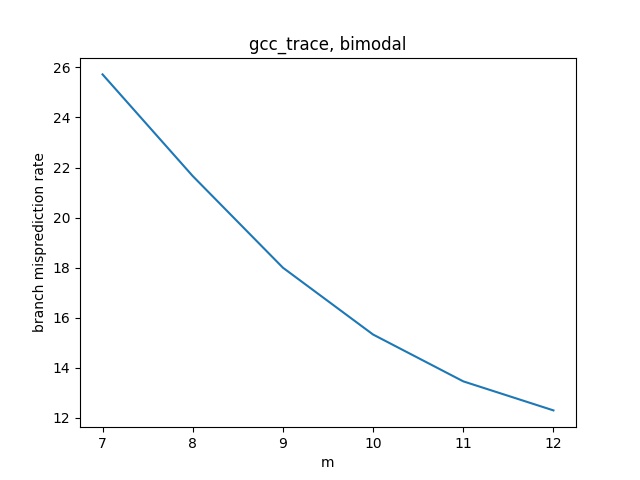 gcc_trace, bimodal
branch misprediction rate
26
24
22
20
18
16
14
12
7 8 9 10 11 12
m